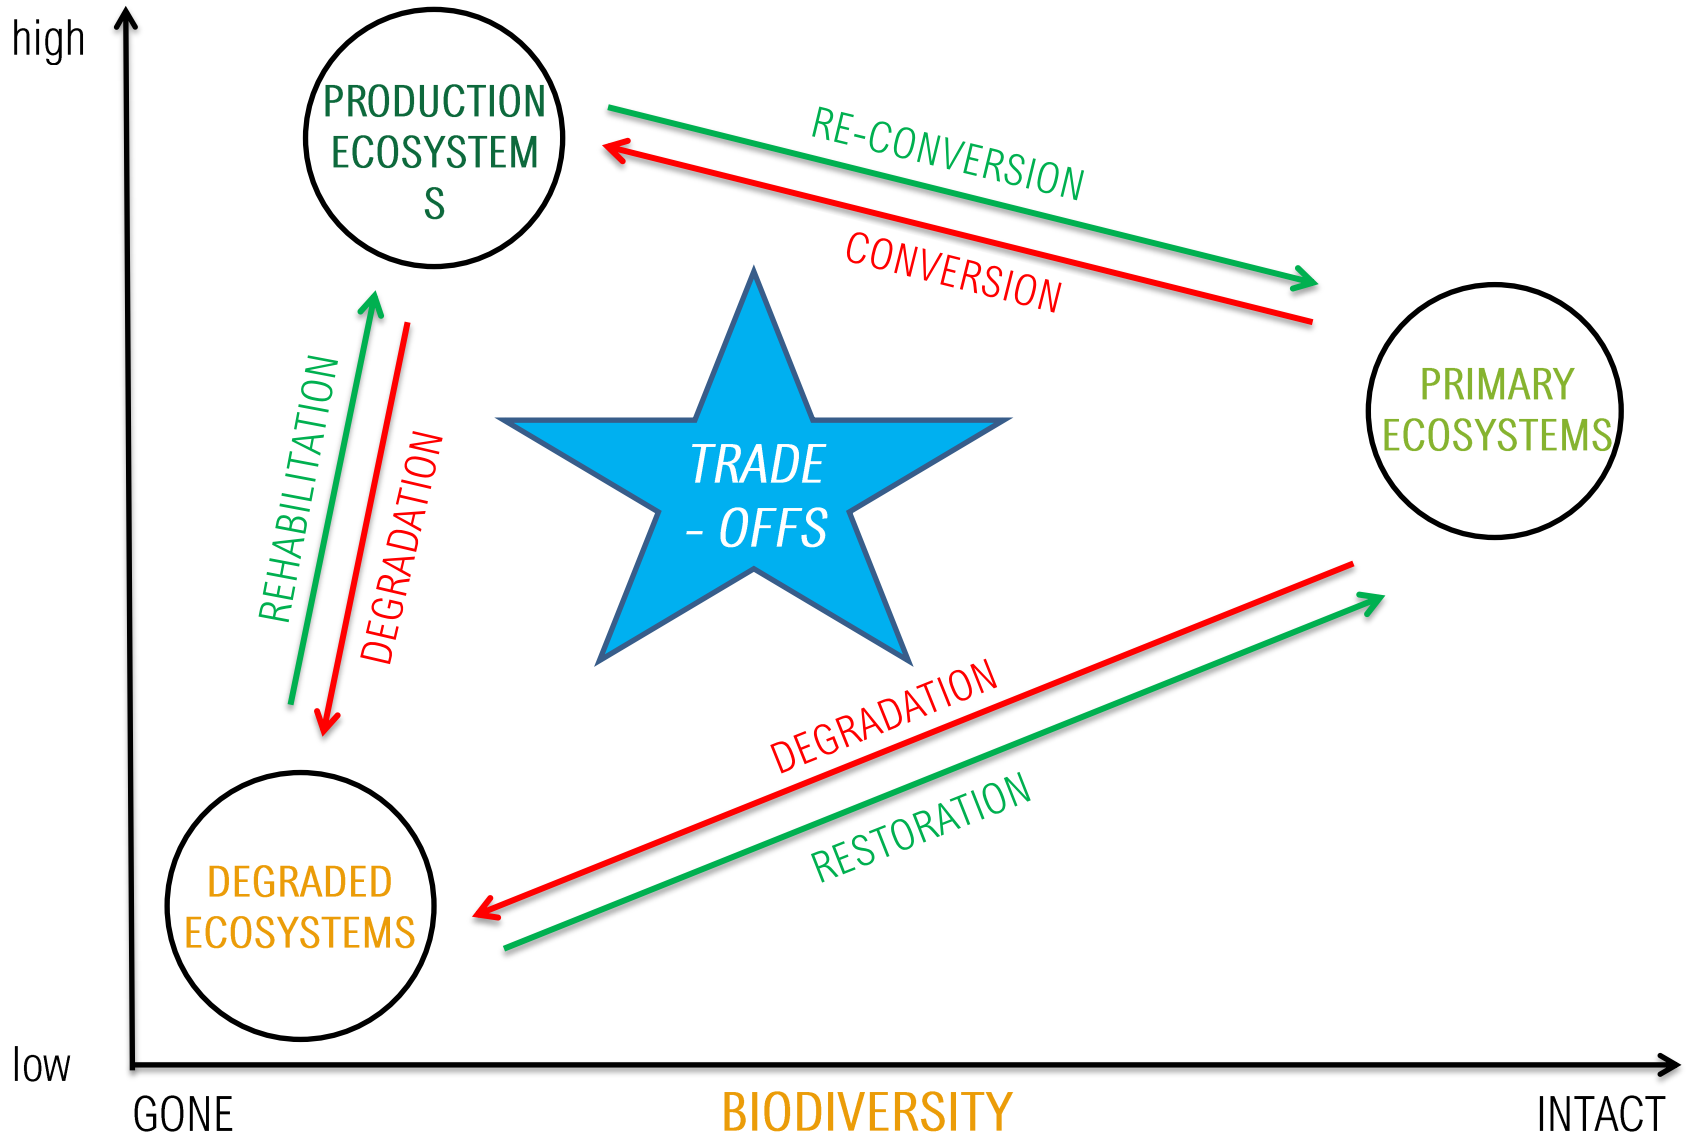 high
PRODUCTION
ECOSYSTEM
S
RE-CONVERSION
CONVERSION
PRIMARY
ECOSYSTEMS
REHABILITATION
DEGRADATION
TRADE
- OFFS
DEGRADATION
RESTORATION
DEGRADED
ECOSYSTEMS
low
GONE
BIODIVERSITY
INTACT